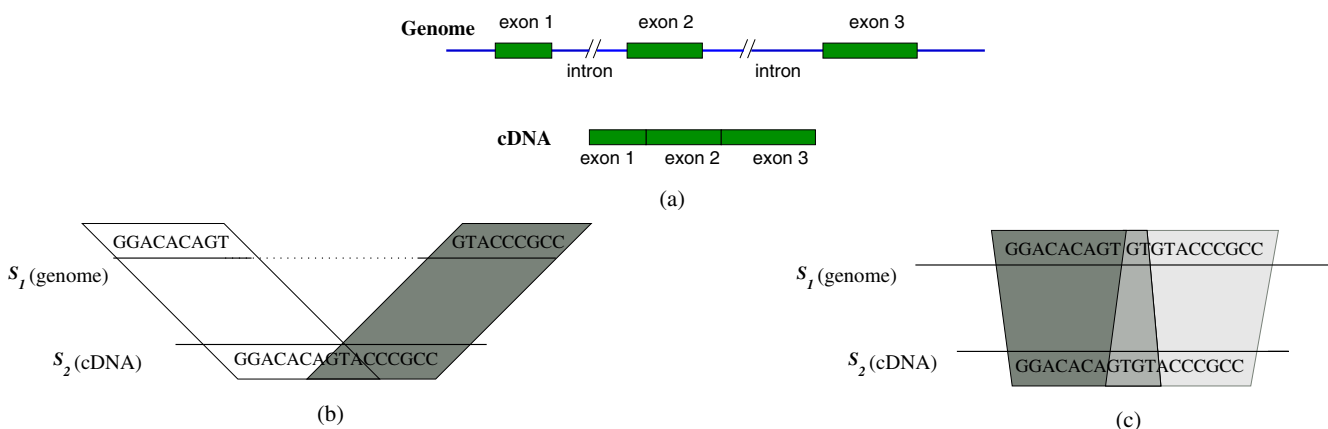 exon 1 exon 2 exon 3
Genome
intron intron
cDNA
exon 1 exon 2 exon 3
(a)
GGACACAGT GTACCCGCC
S1 (genome)
S2 (cDNA)
GGACACAGTACCCGCC
(b)
GGACACAGT GTGTACCCGCC
S1 (genome)
S2 (cDNA)
GGACACAGTGTACCCGCC
(c)